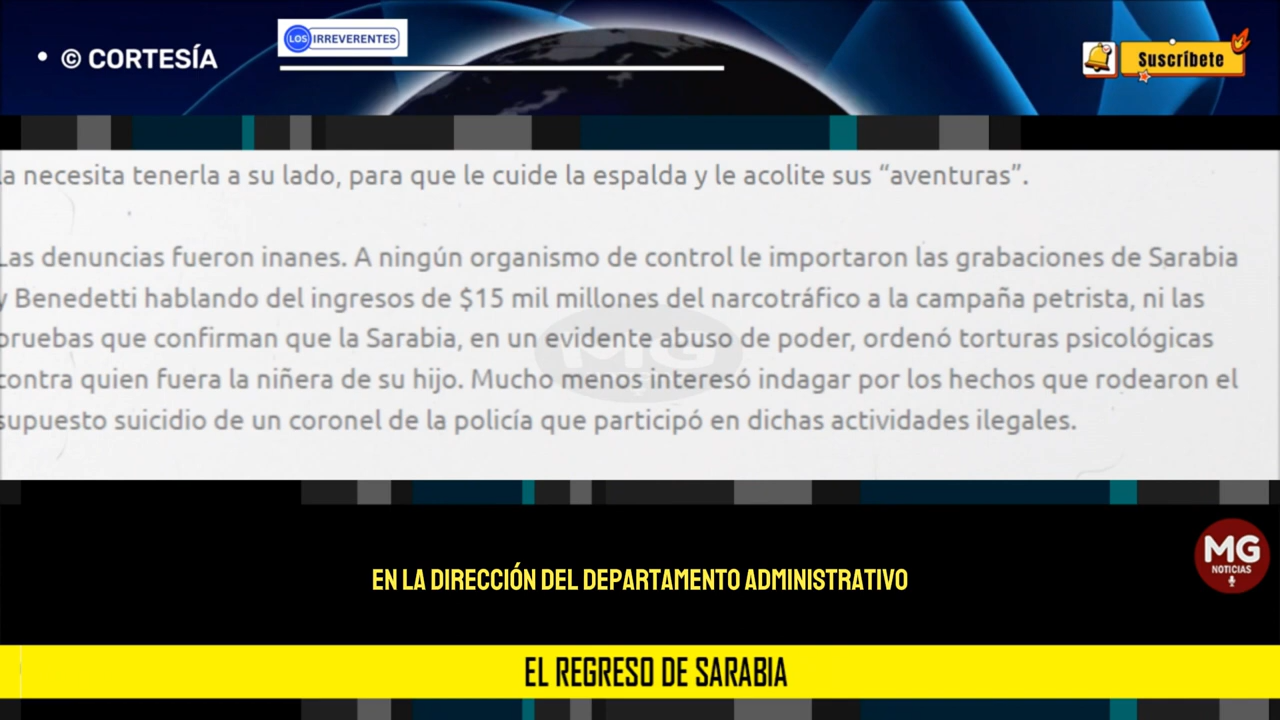 • © CORTESÍA
LOS IRREVERENTES
Suscríbete
a necesita tenerla a su lado, para que le cuide la espalda y le acolite sus “aventuras”.
Las denuncias fueron inanes. A ningún organismo de control le importaron las grabaciones de Sarabia
y Benedetti hablando del ingresos de $15 mil millones del narcotráfico a la campaña petrista, ni las
pruebas que confirman que la Sarabia, en un evidente abuso de poder, ordenó torturas psicológicas
contra quien fuera la niñera de su hijo. Mucho menos interesó indagar por los hechos que rodearon el
supuesto suicidio de un coronel de la policía que participó en dichas actividades ilegales.
MG
EN LA DIRECCIÓN DEL DEPARTAMENTO ADMINISTRATIVO
MG
NOTICIAS
EL REGRESO DE SARABIA